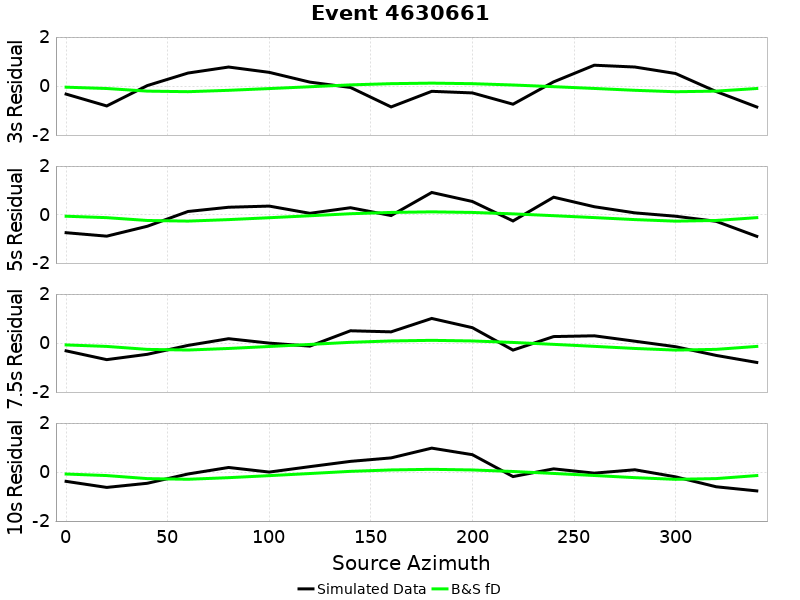 Event 4630661
3s Residual
2
0
-2
5s Residual
2
0
-2
7.5s Residual
2
0
-2
10s Residual
2
0
-2
0 50 100 150 200 250 300
Source Azimuth
Simulated Data B&S fD